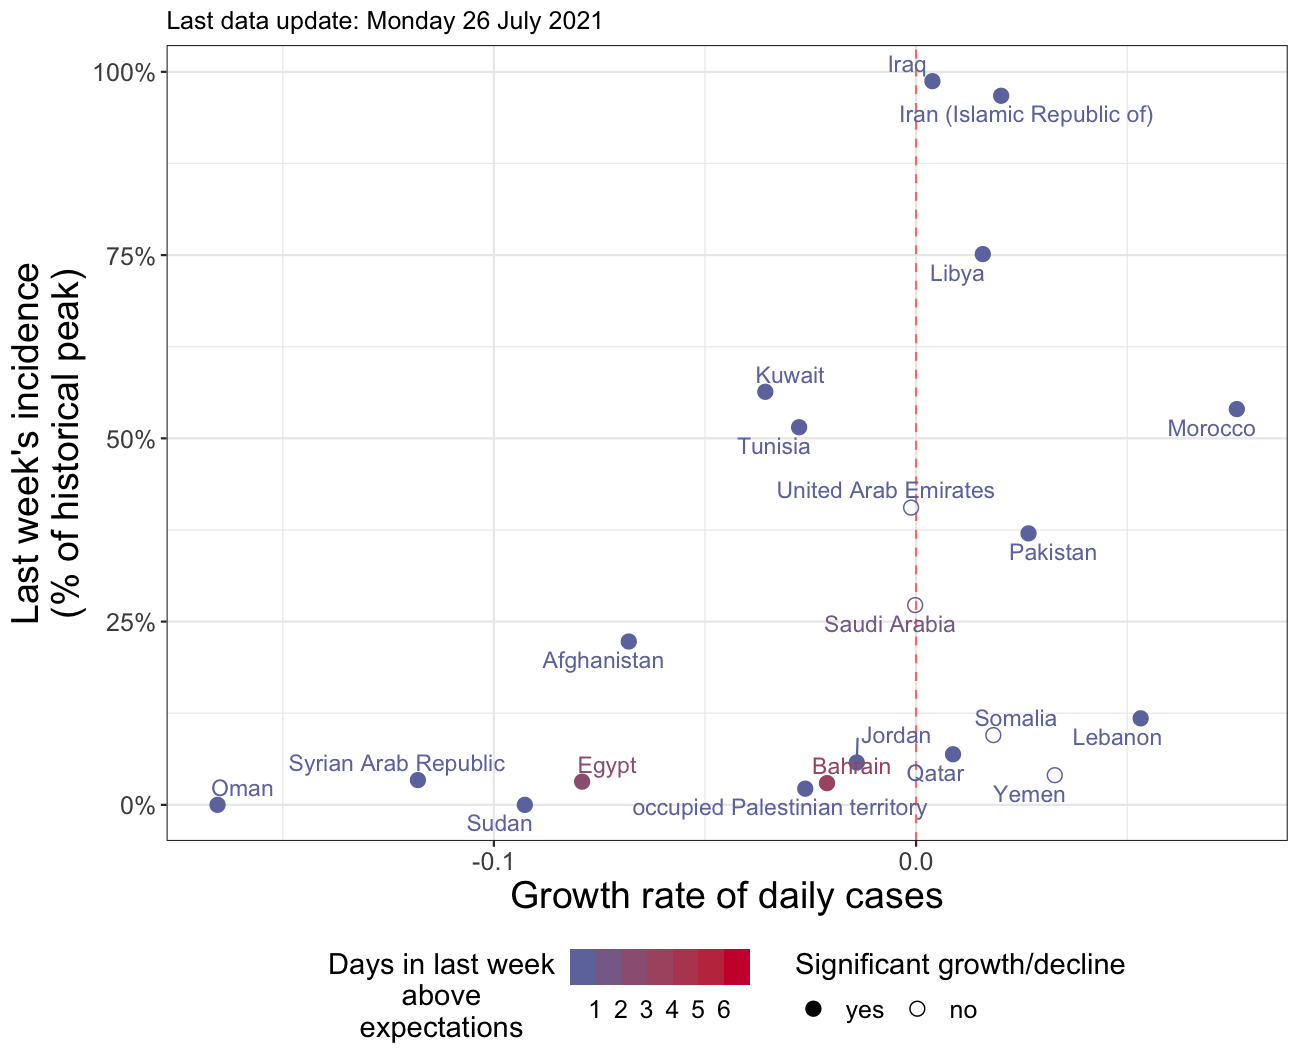 Last data update: Monday 26 July 2021
Last week's incidence
(% of historical peak)
100%
75%
50%
25%
0%
Iraq
Iran (Islamic Republic of)
Libya
Kuwait
Morocco
Tunisia
United Arab Emirates
Pakistan
Saudi Arabia
Afghanistan
Somalia
Jordan
Lebanon
Syrian Arab Republic
Egypt
Bahrain
Qatar
Oman
Yemen
occupied Palestinian territory
Sudan
-0.1
0.0
Growth rate of daily cases
Days in last week
above
expectations
1 2 3 4 5 6
Significant growth/decline
yes
no